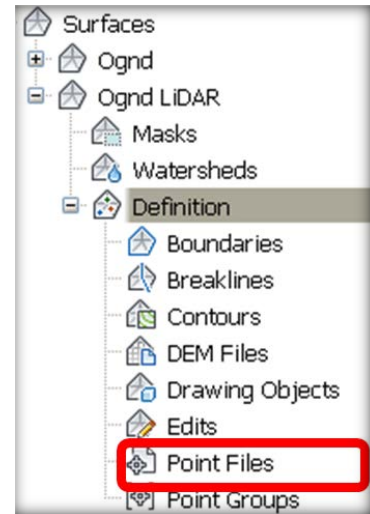 Surfaces
Ognd
Ognd LiDAR
Masks
Watersheds
Definition
Boundaries
Breaklines
Contours
DEM Files
Drawing Objects
Edits
Point Files
Point Groups